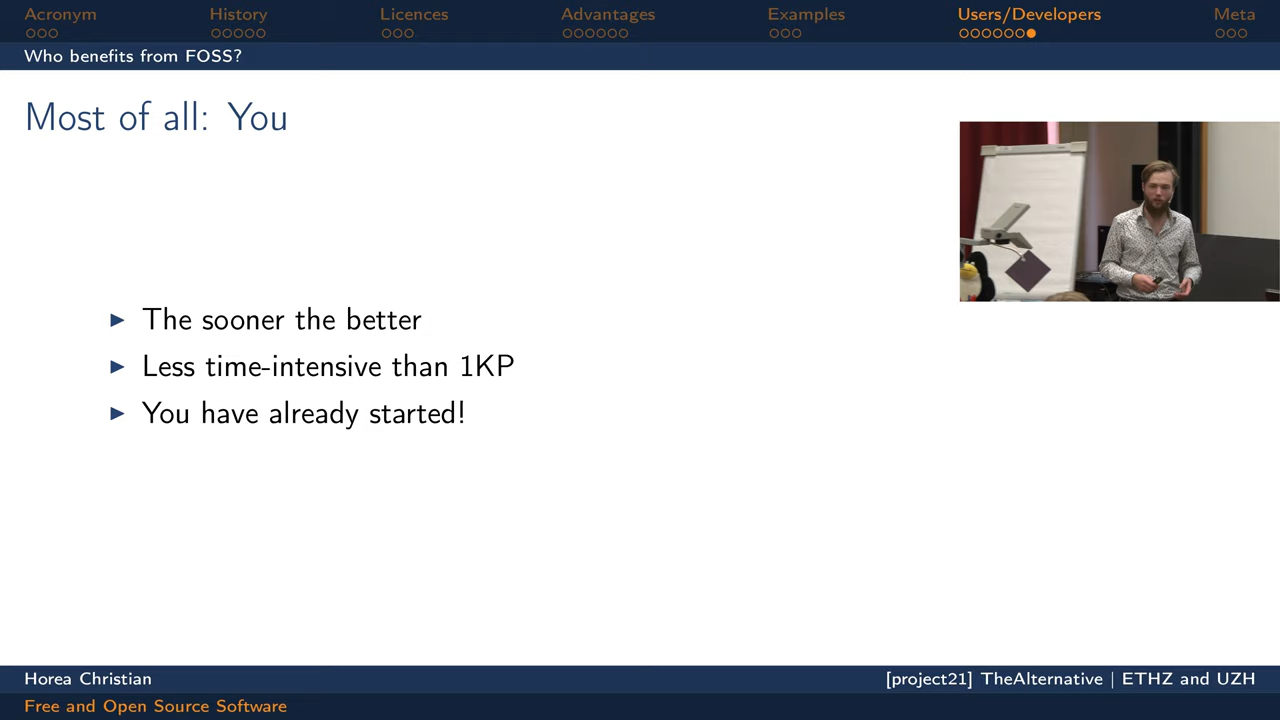 Acronym History Licences Advantages Examples Users/Developers Meta
Who benefits from FOSS?
Most of all: You
The sooner the better
Less time-intensive than 1KP
You have already started!
Horea Christian [project21] TheAlternative | ETHZ and UZH
Free and Open Source Software